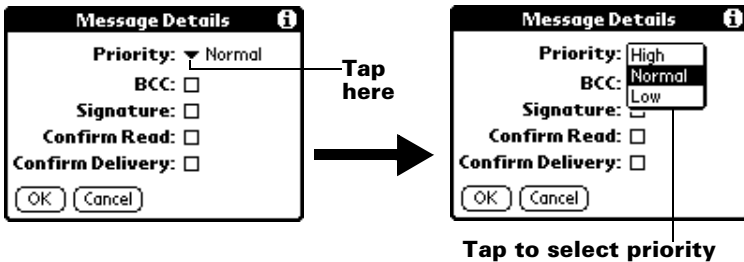 Message Details i
Priority: Normal
BCC:
Signature:
Confirm Read:
Confirm Delivery:
OK Cancel
Tap
here
Message Details i
Priority: High
Normal
Low
BCC:
Signature:
Confirm Read:
Confirm Delivery:
OK Cancel
Tap to select priority